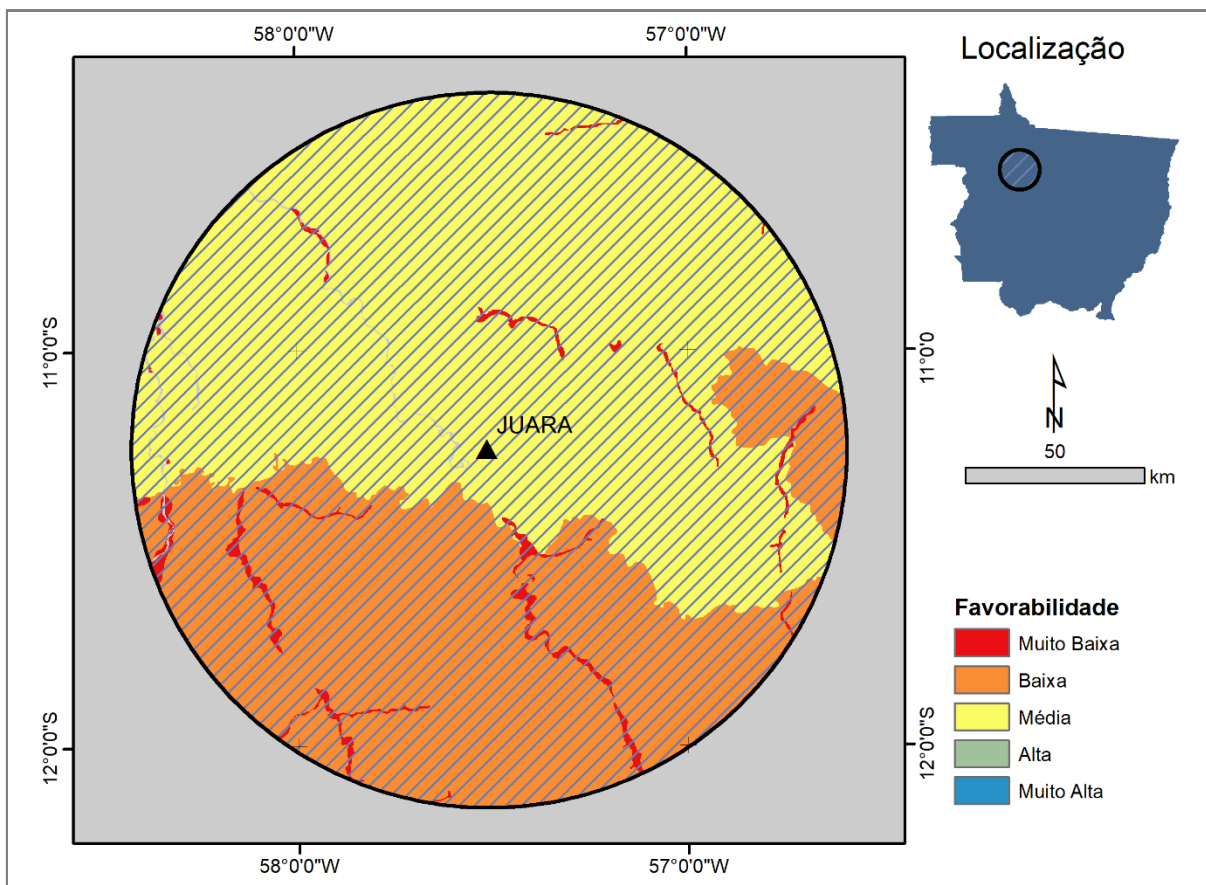 58°0'0"W
57°0'0"W
Localização
11°0'0"S
11°0'0
JUARA
N
50
km
Favorabilidade
Muito Baixa
Baixa
Média
Alta
Muito Alta
12°0'0"S
12°0'0"S
58°0'0"W
57°0'0"W